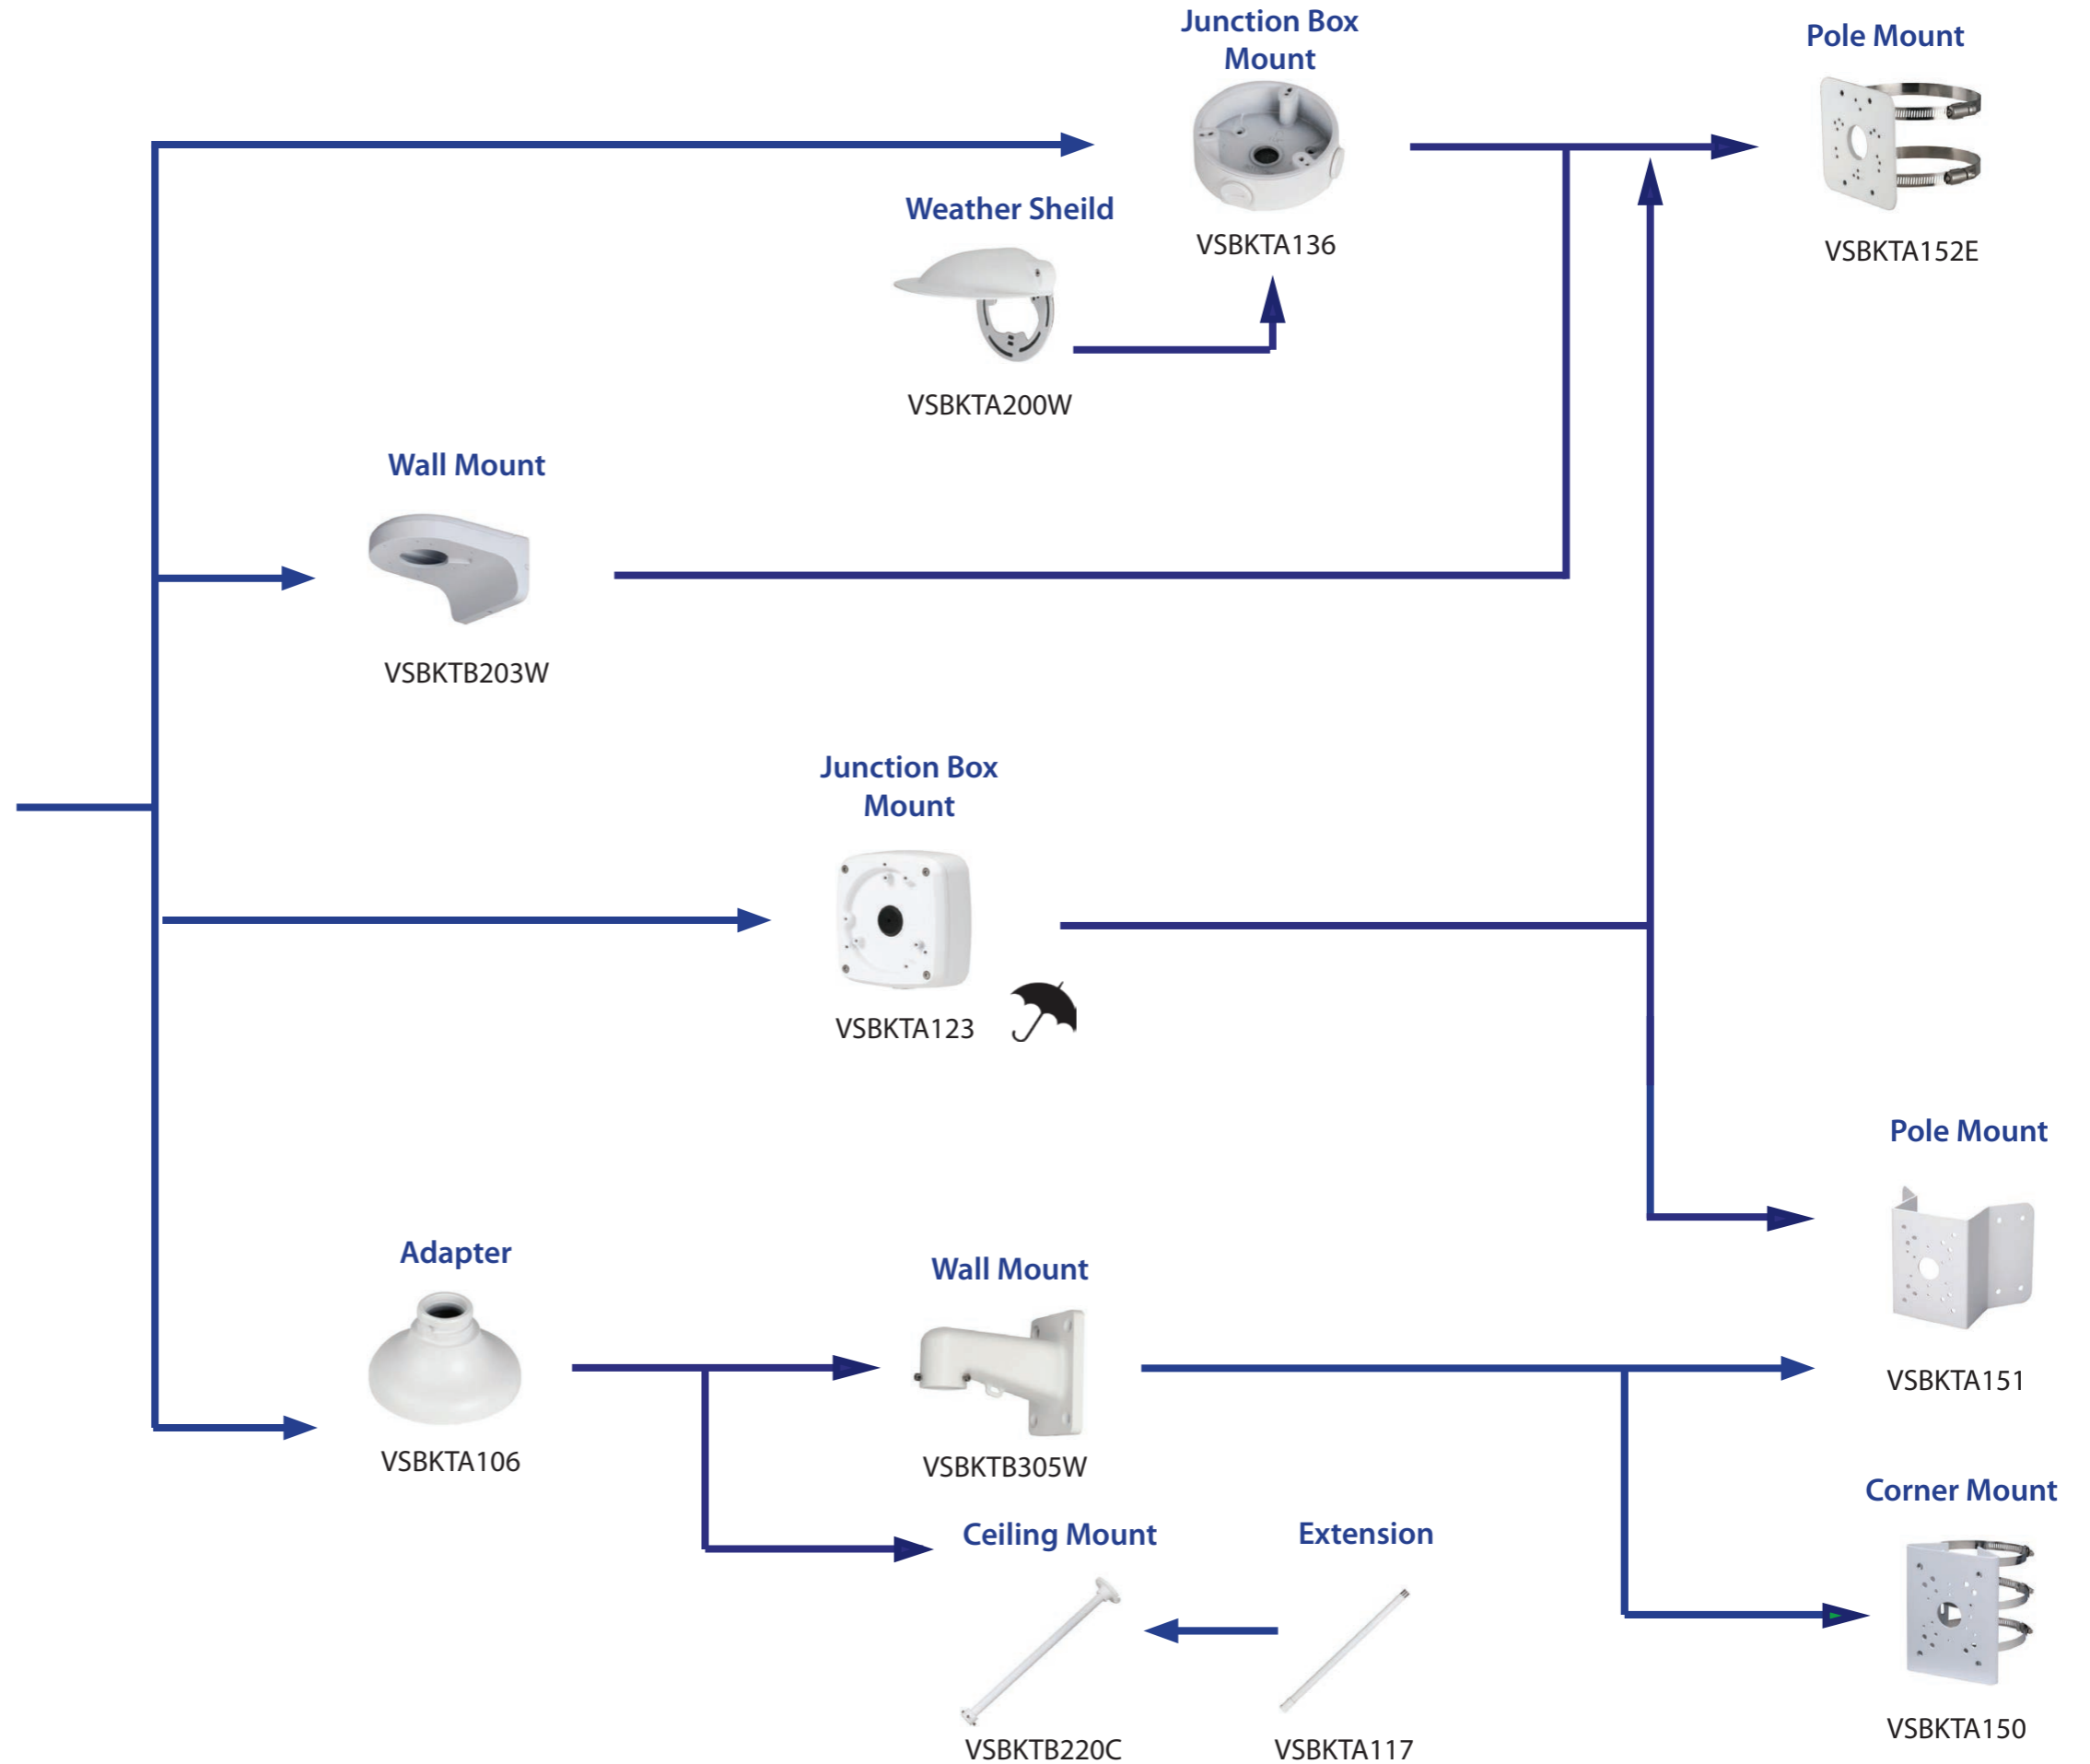 Junction Box
Mount
VSBKTA136
Pole Mount
VSBKTA152E
Weather Sheild
VSBKTA200W
Wall Mount
VSBKTB203W
Junction Box
Mount
VSBKTA123
Pole Mount
VSBKTA151
Adapter
VSBKTA106
Wall Mount
VSBKTB305W
Ceiling Mount
VSBKTB220C
Extension
VSBKTA117
Corner Mount
VSBKTA150